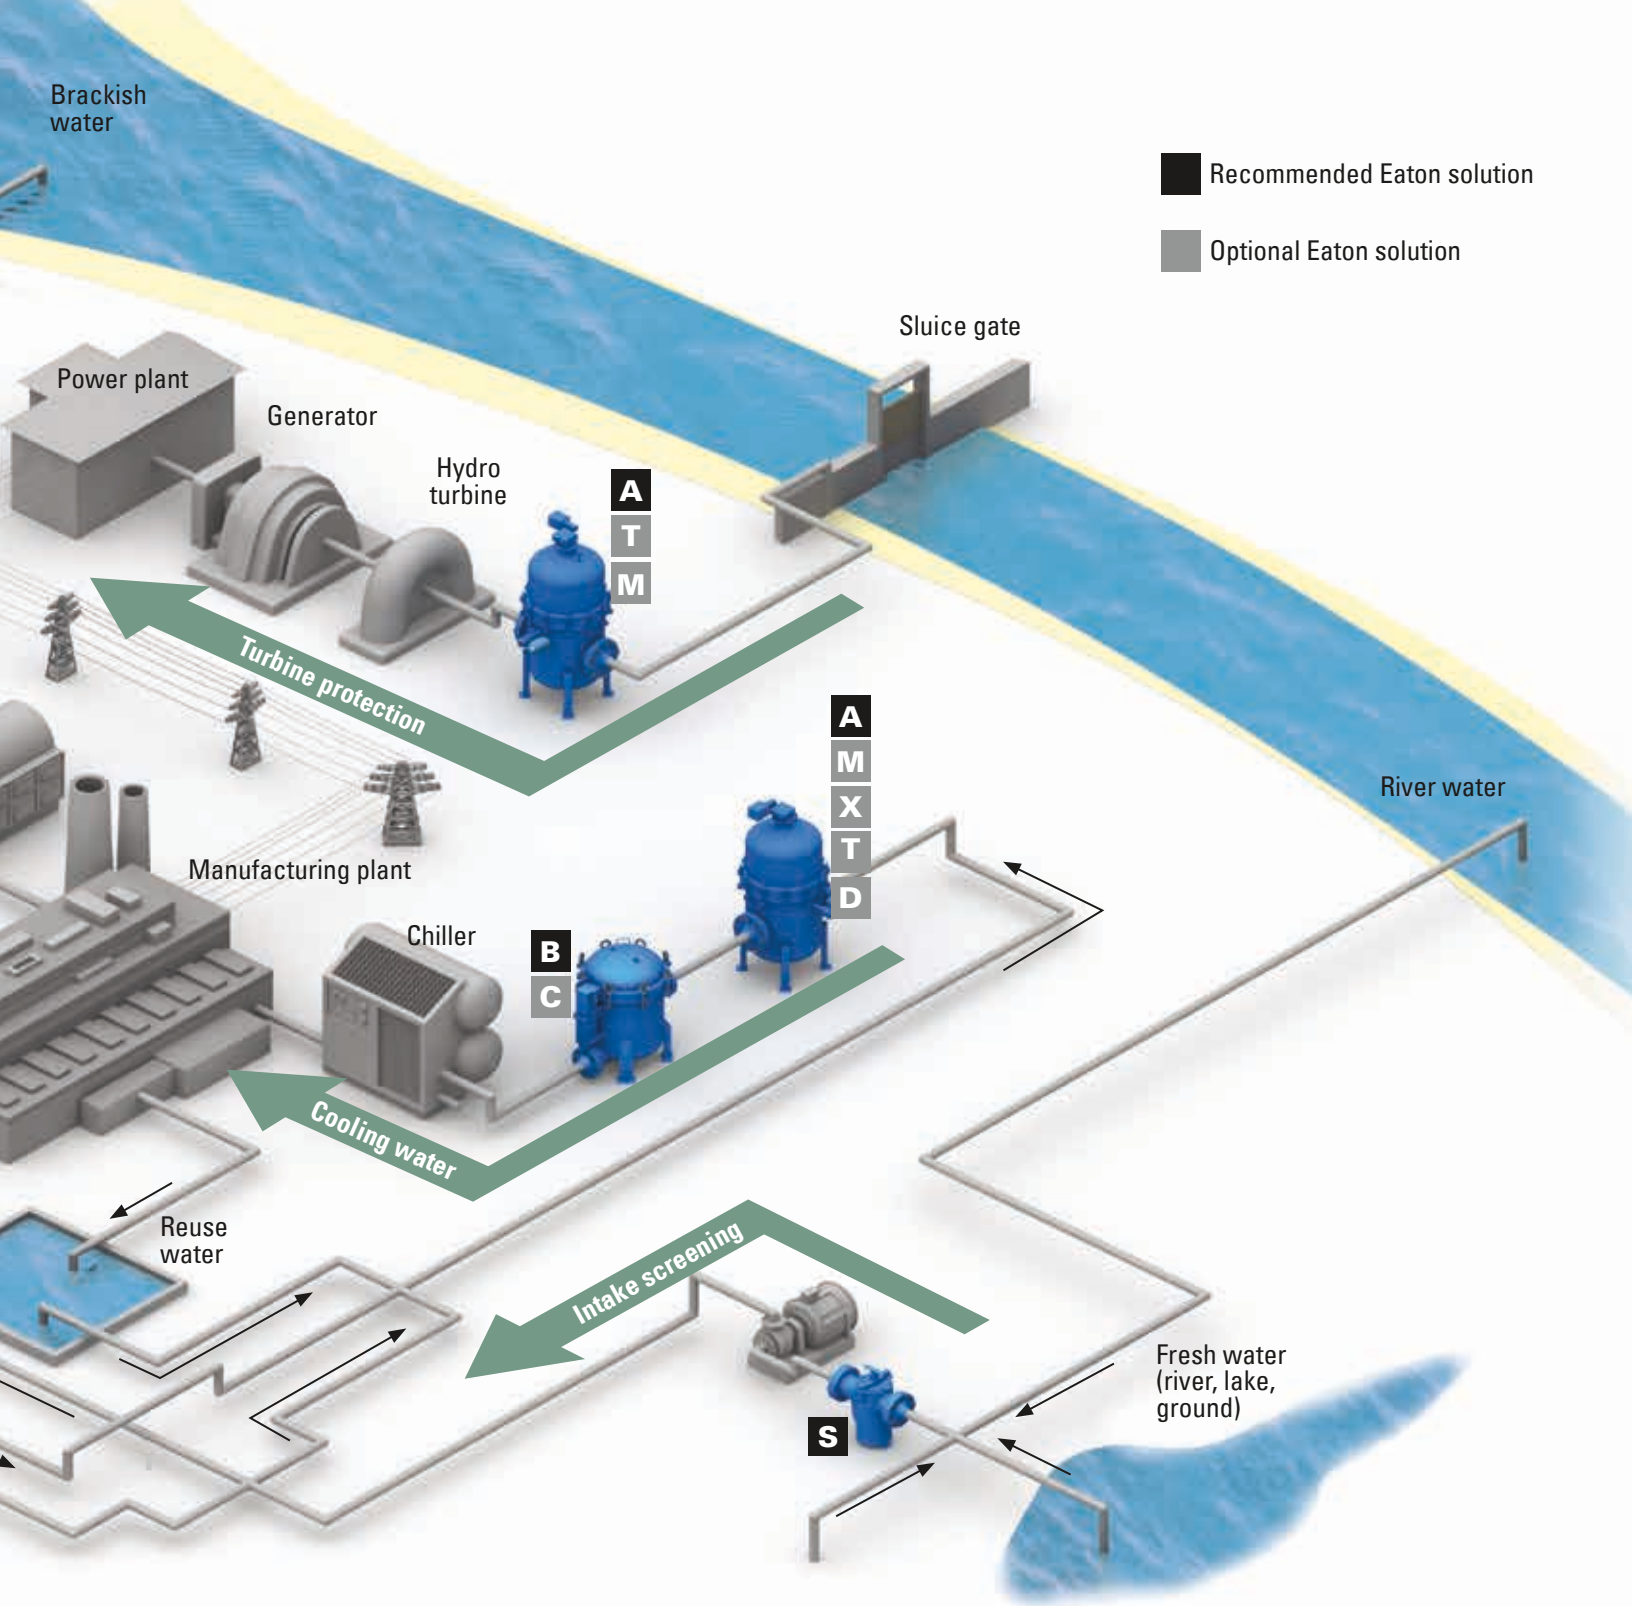 Brackish
water
Recommended Eaton solution
Optional Eaton solution
Sluice gate
Power plant
Generator
Hydro
turbine
A
T
M
Turbine protection
A
M
X
T
D
River water
Manufacturing plant
Chiller
B
C
Cooling water
Reuse
water
Intake screening
Fresh water
(river, lake,
ground)
S